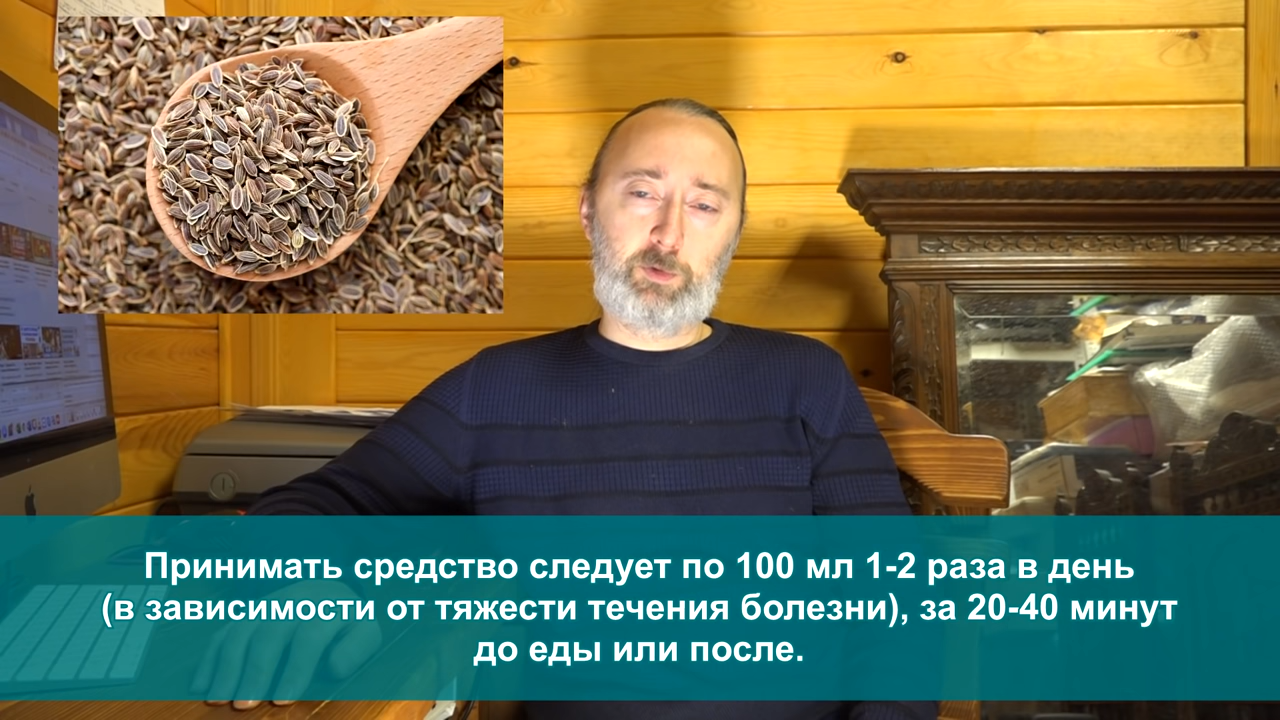 Принимать средство следует по 100 мл 1-2 раза в день
(в зависимости от тяжести течения болезни), за 20-40 минут
до еды или после.